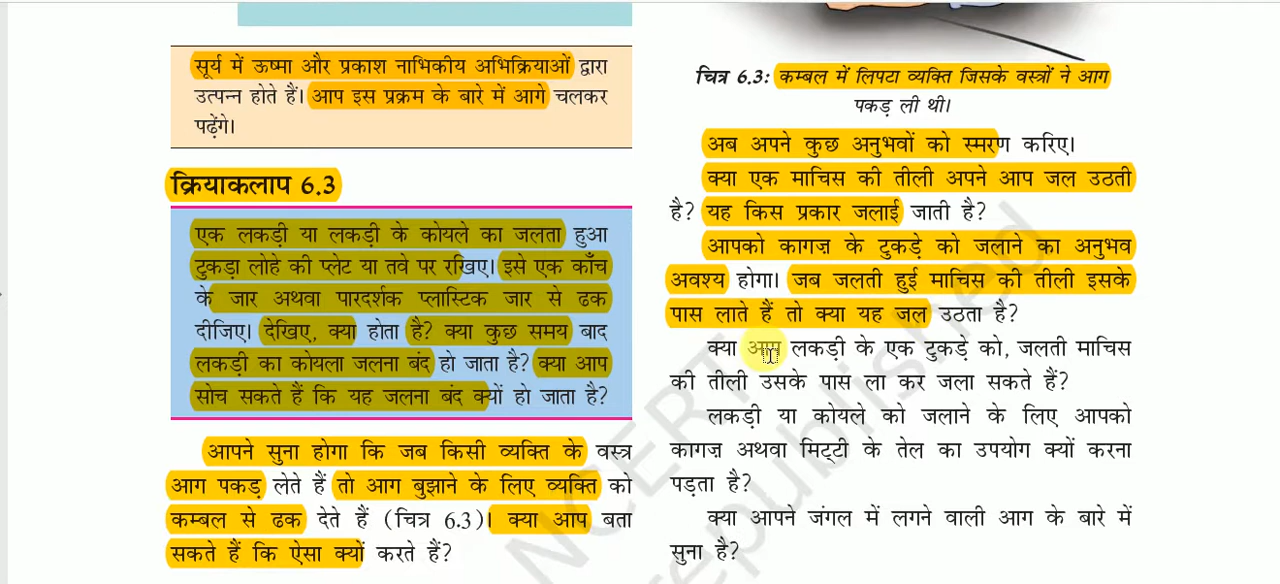 सूर्य में ऊष्मा और प्रकाश नाभिकीय अभिक्रियाओं द्वारा
उत्पन्न होते हैं। आप इस प्रक्रम के बारे में आगे चलकर
पढ़ेंगे।
क्रियाकलाप 6.3
एक लकड़ी या लकड़ी के कोयले का जलता हुआ
टुकड़ा लोहे की प्लेट या तवे पर रखिए। इसे एक काँच
के जार अथवा पारदर्शक प्लास्टिक जार से ढक
दीजिए। देखिए, क्या होता है? क्या कुछ समय बाद
लकड़ी का कोयला जलना बंद हो जाता है? क्या आप
सोच सकते हैं कि यह जलना बंद क्यों हो जाता है?
आपने सुना होगा कि जब किसी व्यक्ति के वस्त्र
आग पकड़ लेते हैं तो आग बुझाने के लिए व्यक्ति को
कम्बल से ढक देते हैं (चित्र 6.3)। क्या आप बता
सकते हैं कि ऐसा क्यों करते हैं?
चित्र 6.3: कम्बल में लिपटा व्यक्ति जिसके वस्त्रों ने आग
पकड़ ली थी।
अब अपने कुछ अनुभवों को स्मरण करिए।
क्या एक माचिस की तीली अपने आप जल उठती
है? यह किस प्रकार जलाई जाती है?
आपको कागज़ के टुकड़े को जलाने का अनुभव
अवश्य होगा। जब जलती हुई माचिस की तीली इसके
पास लाते हैं तो क्या यह जल उठता है?
क्या आप लकड़ी के एक टुकड़े को, जलती माचिस
की तीली उसके पास ला कर जला सकते हैं?
लकड़ी या कोयले को जलाने के लिए आपको
कागज़ अथवा मिट्टी के तेल का उपयोग क्यों करना
पड़ता है?
क्या आपने जंगल में लगने वाली आग के बारे में
सुना है?
NCERT
republished